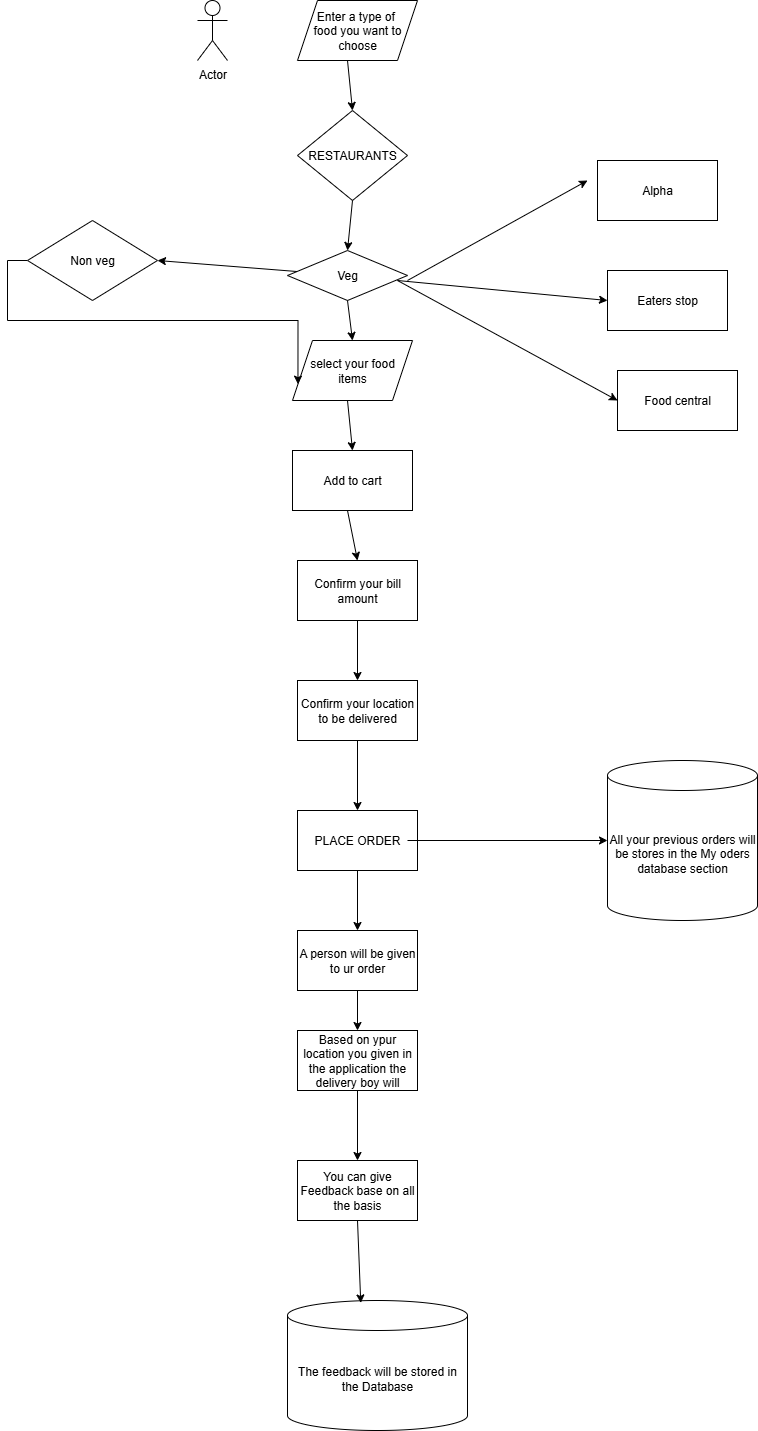 Enter a type of
food you want to
choose
Actor
RESTAURANTS
Alpha
Non veg
Veg
Eaters stop
select your food
items
Food central
Add to cart
Confirm your bill
amount
Confirm your location
to be delivered
PLACE ORDER
All your previous orders will
be stores in the My oders
database section
A person will be given
to ur order
Based on ypur
location you given in
the application the
delivery boy will
You can give
Feedback base on all
the basis
The feedback will be stored in
the Database